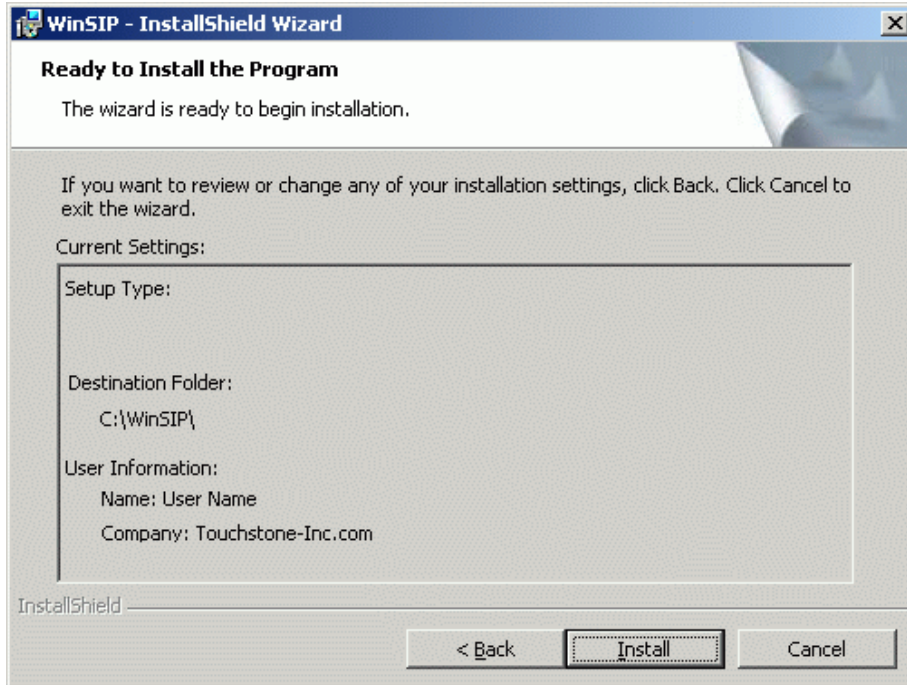 WinSIP - InstallShield Wizard
Ready to Install the Program
The wizard is ready to begin installation.
If you want to review or change any of your installation settings, click Back. Click Cancel to
exit the wizard.
Current Settings:
Setup Type:
Destination Folder:
C:\WinSIP\
User Information:
Name: User Name
Company: Touchstone-Inc.com
InstallShield
< Back Install Cancel